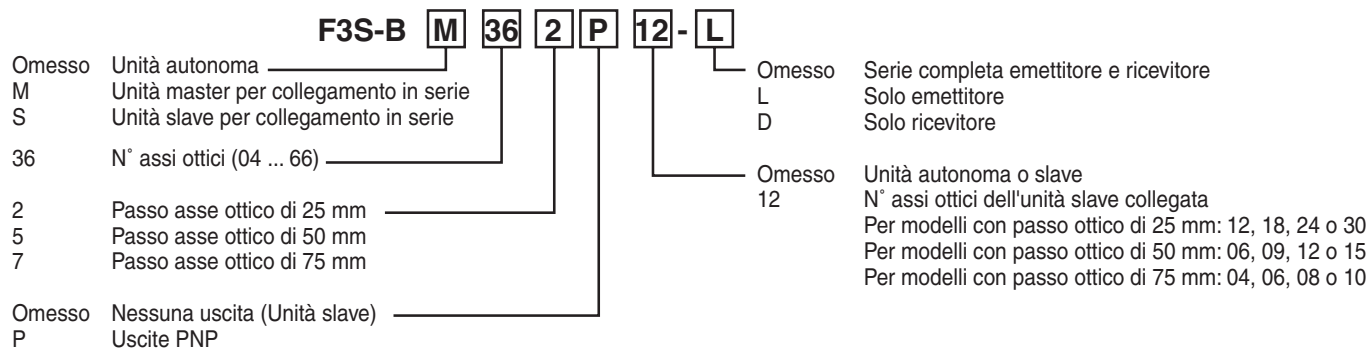 F3S-B M 36 2 P 12 - L
Omesso Unità autonoma
M Unità master per collegamento in serie
S Unità slave per collegamento in serie
36 N° assi ottici (04 ... 66)
2 Passo asse ottico di 25 mm
5 Passo asse ottico di 50 mm
7 Passo asse ottico di 75 mm
Omesso Nessuna uscita (Unità slave)
P Uscite PNP
Omesso Serie completa emettitore e ricevitore
L Solo emettitore
D Solo ricevitore
Omesso Unità autonoma o slave
12 N° assi ottici dell'unità slave collegata
Per modelli con passo ottico di 25 mm: 12, 18, 24 o 30
Per modelli con passo ottico di 50 mm: 06, 09, 12 o 15
Per modelli con passo ottico di 75 mm: 04, 06, 08 o 10